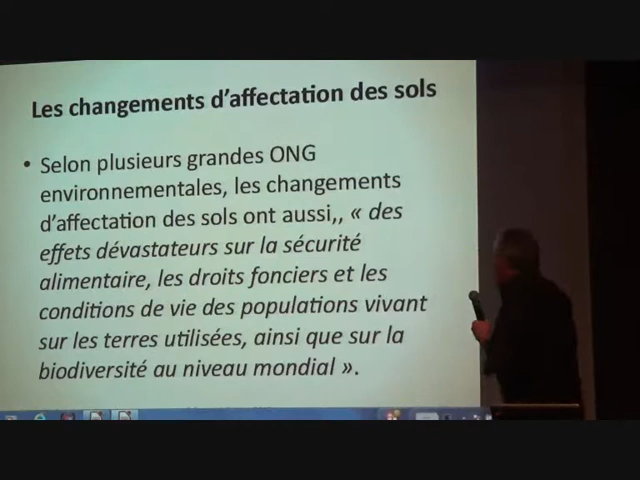 Les changements d’affectation des sols
• Selon plusieurs grandes ONG
environnementales, les changements
d’affectation des sols ont aussi,, « des
effets dévastateurs sur la sécurité
alimentaire, les droits fonciers et les
conditions de vie des populations vivant
sur les terres utilisées, ainsi que sur la
biodiversité au niveau mondial ».